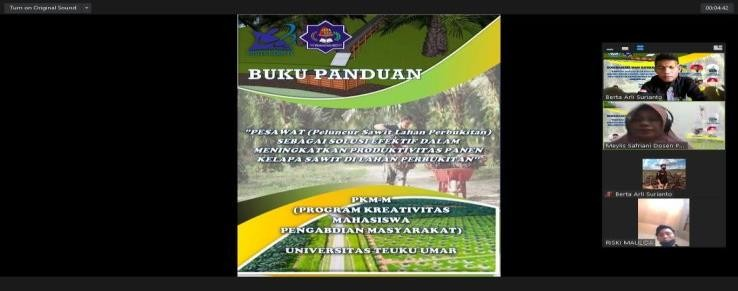 Turn on Original Sound
00:04:42
BUKU PANDUAN
"PESAWAT (Peluncur Sawit Lahan Perbukitan)
SEBAGAI SOLUSI EFEKTIF DALAM
MENINGKATKAN PRODUKTIVITAS PANEN
KELAPA SAWIT DI LAHAN PERBUKITAN"
PKM-M
(PROGRAM KREATIVITAS
MAHASISWA
PENGABDIAN MASYARAKAT)
UNIVERSITAS TEUKU UMAR
Berta Arli Surianto
Meylis Safriani Dosen P...
Berta Arli Surianto
RISKI MAULIDA